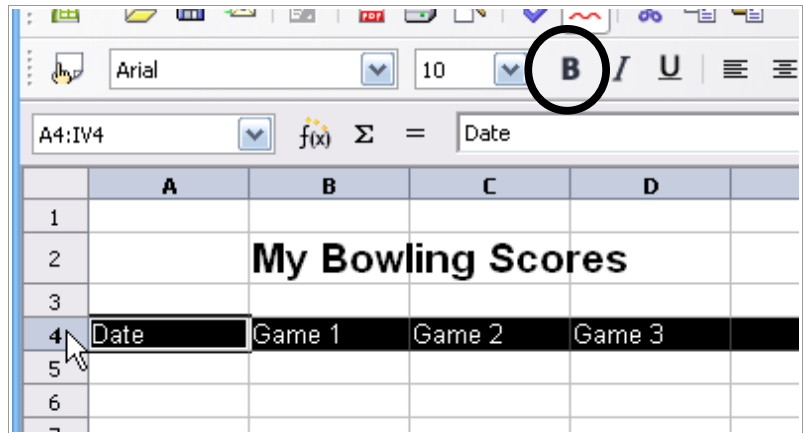 PDF
Arial 10 B I U
A4:IV4 f(x) Σ = Date
A B C D
1
2 My Bowling Scores
3
4 Date Game 1 Game 2 Game 3
5
6